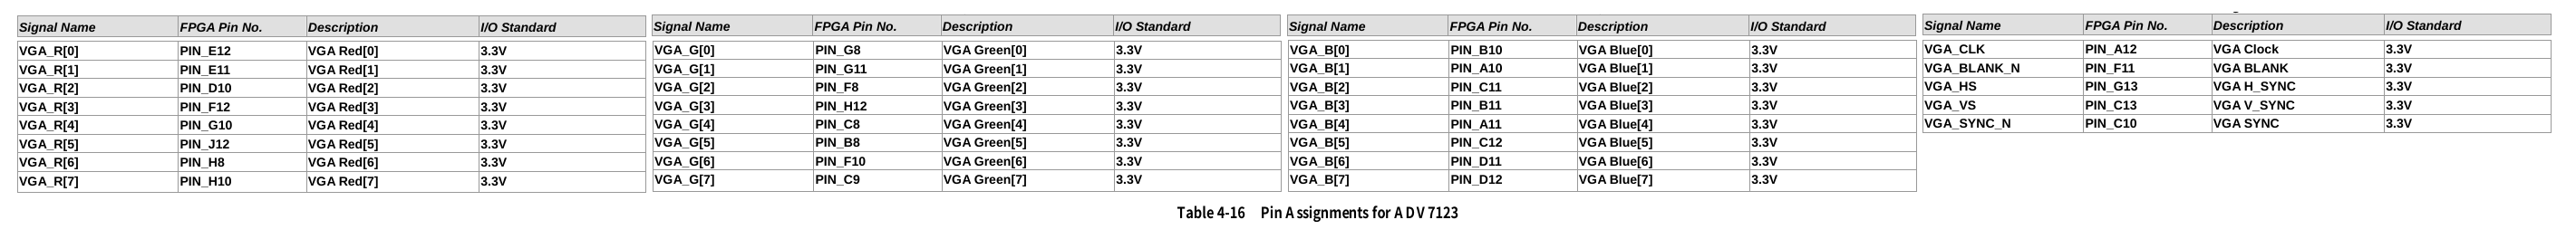 Signal Name FPGA Pin No. Description I/O Standard
VGA_R[0] PIN_E12 VGA Red[0] 3.3V
VGA_R[1] PIN_E11 VGA Red[1] 3.3V
VGA_R[2] PIN_D10 VGA Red[2] 3.3V
VGA_R[3] PIN_F12 VGA Red[3] 3.3V
VGA_R[4] PIN_G10 VGA Red[4] 3.3V
VGA_R[5] PIN_J12 VGA Red[5] 3.3V
VGA_R[6] PIN_H8 VGA Red[6] 3.3V
VGA_R[7] PIN_H10 VGA Red[7] 3.3V
Signal Name FPGA Pin No. Description I/O Standard
VGA_G[0] PIN_G8 VGA Green[0] 3.3V
VGA_G[1] PIN_G11 VGA Green[1] 3.3V
VGA_G[2] PIN_F8 VGA Green[2] 3.3V
VGA_G[3] PIN_H12 VGA Green[3] 3.3V
VGA_G[4] PIN_C8 VGA Green[4] 3.3V
VGA_G[5] PIN_B8 VGA Green[5] 3.3V
VGA_G[6] PIN_F10 VGA Green[6] 3.3V
VGA_G[7] PIN_C9 VGA Green[7] 3.3V
Signal Name FPGA Pin No. Description I/O Standard
VGA_B[0] PIN_B10 VGA Blue[0] 3.3V
VGA_B[1] PIN_A10 VGA Blue[1] 3.3V
VGA_B[2] PIN_C11 VGA Blue[2] 3.3V
VGA_B[3] PIN_B11 VGA Blue[3] 3.3V
VGA_B[4] PIN_A11 VGA Blue[4] 3.3V
VGA_B[5] PIN_C12 VGA Blue[5] 3.3V
VGA_B[6] PIN_D11 VGA Blue[6] 3.3V
VGA_B[7] PIN_D12 VGA Blue[7] 3.3V
Signal Name FPGA Pin No. Description I/O Standard
VGA_CLK PIN_A12 VGA Clock 3.3V
VGA_BLANK_N PIN_F11 VGA BLANK 3.3V
VGA_HS PIN_G13 VGA H_SYNC 3.3V
VGA_VS PIN_C13 VGA V_SYNC 3.3V
VGA_SYNC_N PIN_C10 VGA SYNC 3.3V
Table 4-16 Pin Assignments for ADV7123